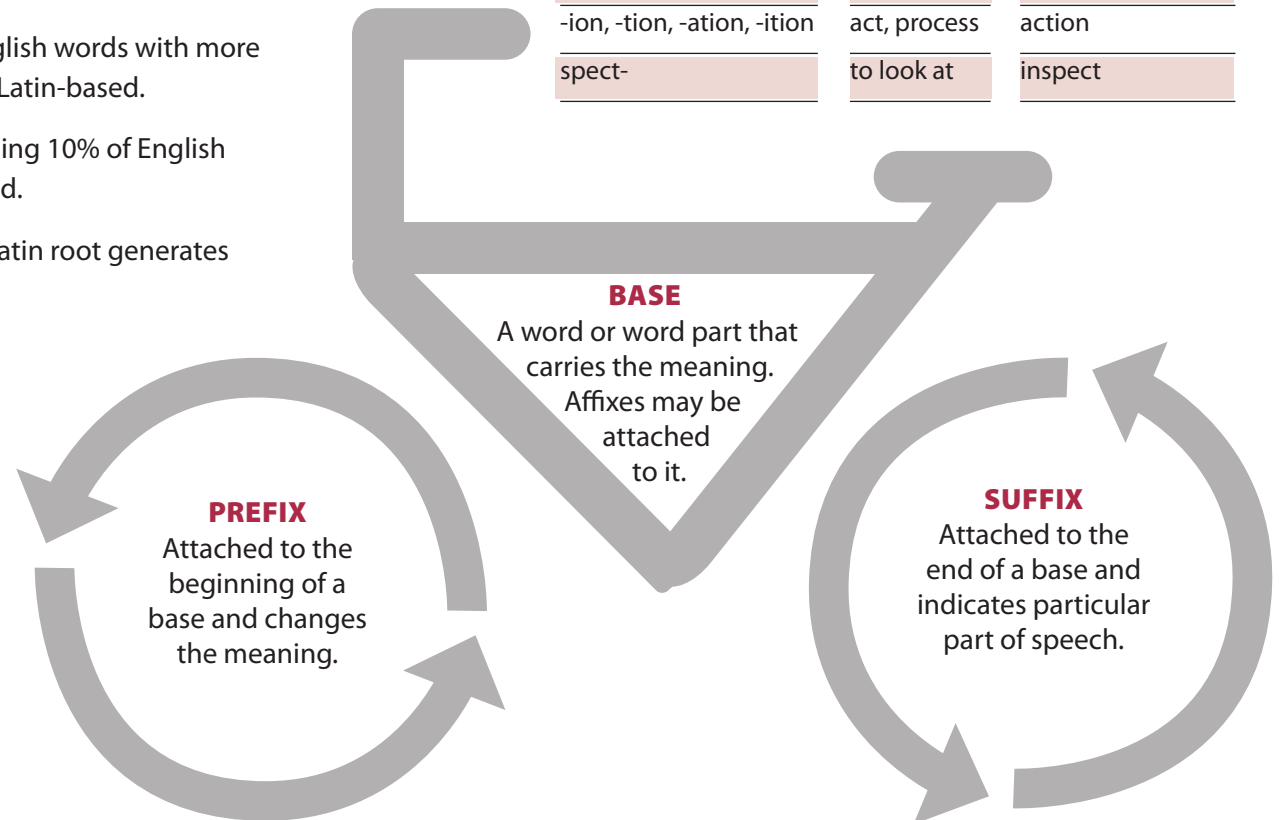 glish words with more
Latin-based.
ing 10% of English
d.
atin root generates
-ion, -tion, -ation, -ition act, process action
spect- to look at inspect
BASE
A word or word part that
carries the meaning.
Affixes may be
attached
to it.
PREFIX
Attached to the
beginning of a
base and changes
the meaning.
SUFFIX
Attached to the
end of a base and
indicates particular
part of speech.